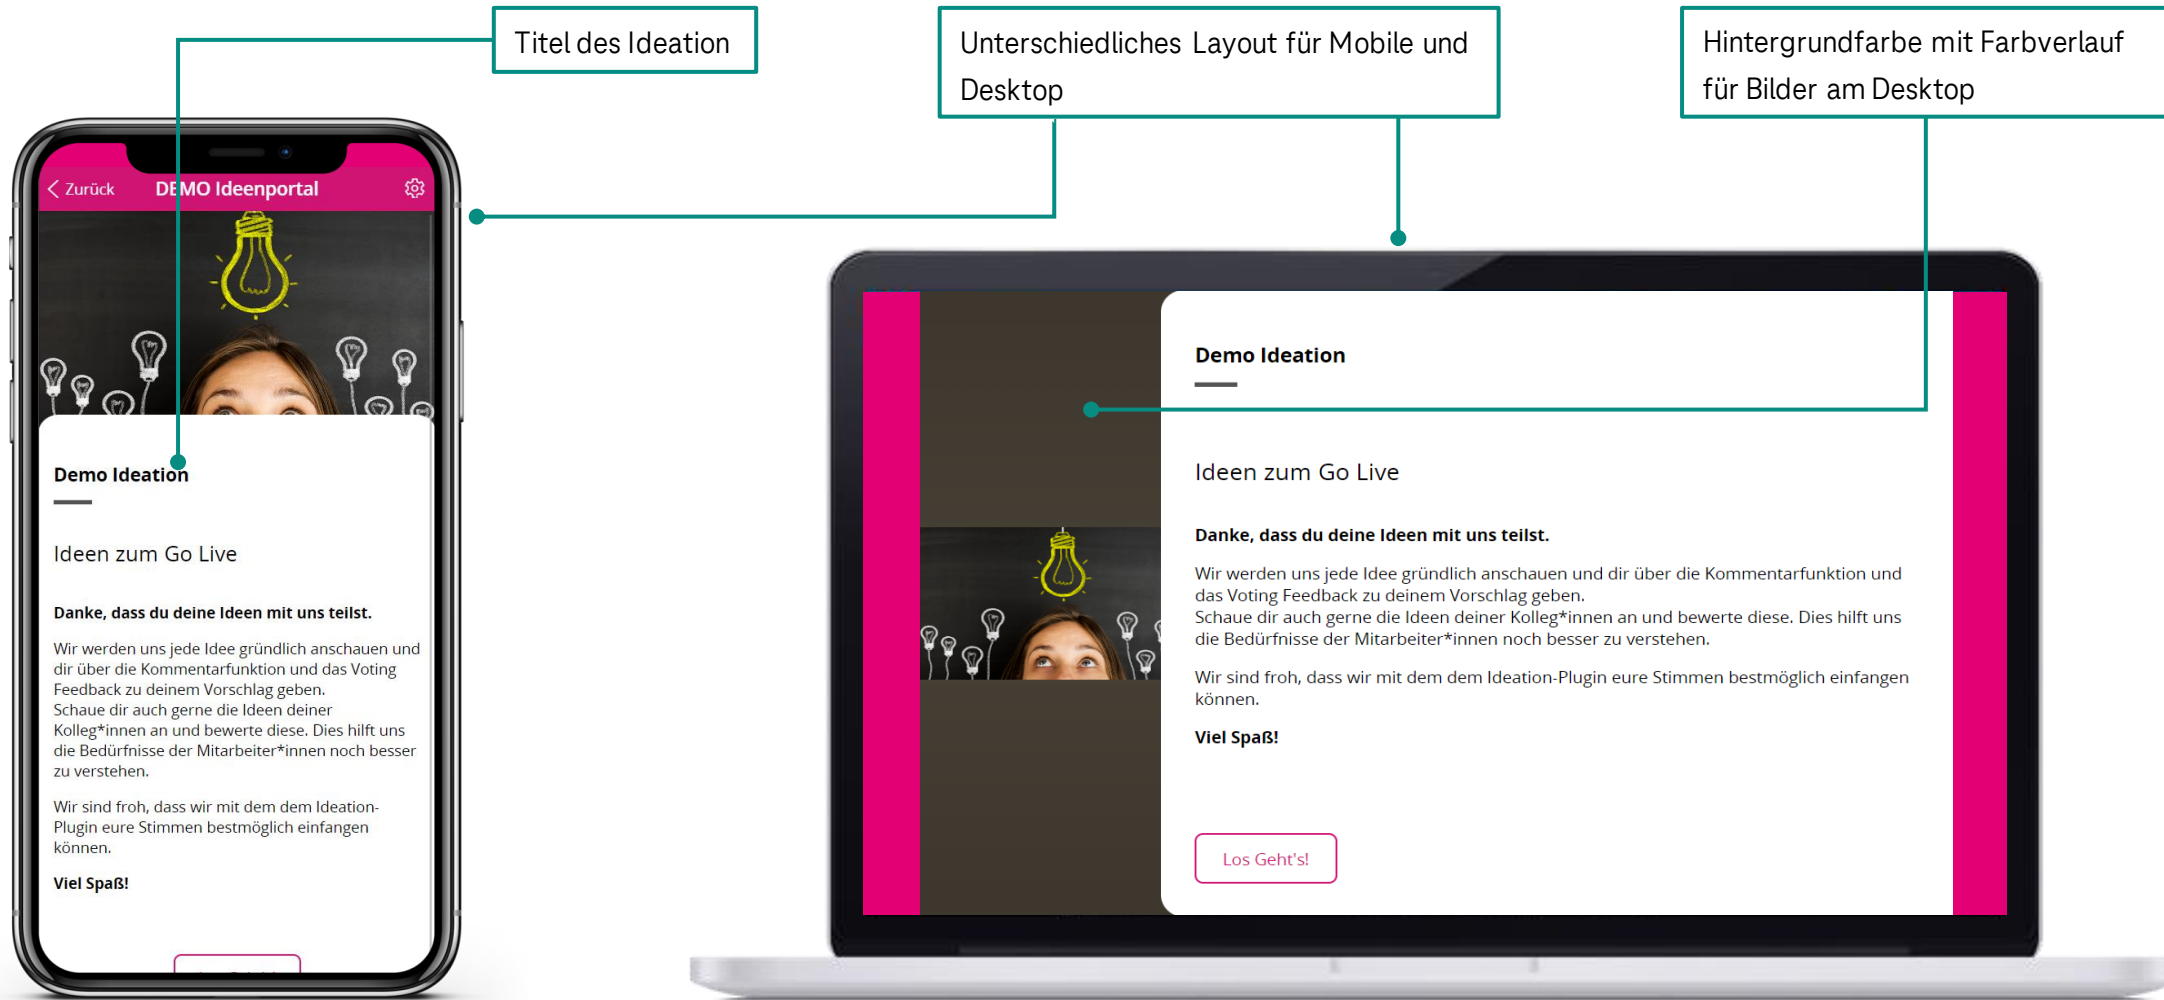 Titel des Ideation
Unterschiedliches Layout für Mobile und
Desktop
Hintergrundfarbe mit Farbverlauf
für Bilder am Desktop
Zurück
DEMO Ideenportal
Demo Ideation
Ideen zum Go Live
Danke, dass du deine Ideen mit uns teilst.
Wir werden uns jede Idee gründlich anschauen und
dir über die Kommentarfunktion und das Voting
Feedback zu deinem Vorschlag geben.
Schaue dir auch gerne die Ideen deiner
Kolleg*innen an und bewerte diese. Dies hilft uns
die Bedürfnisse der Mitarbeiter*innen noch besser
zu verstehen.
Wir sind froh, dass wir mit dem dem Ideation-
Plugin eure Stimmen bestmöglich einfangen
können.
Viel Spaß!
Demo Ideation
Ideen zum Go Live
Danke, dass du deine Ideen mit uns teilst.
Wir werden uns jede Idee gründlich anschauen und dir über die Kommentarfunktion und
das Voting Feedback zu deinem Vorschlag geben.
Schaue dir auch gerne die Ideen deiner Kolleg*innen an und bewerte diese. Dies hilft uns
die Bedürfnisse der Mitarbeiter*innen noch besser zu verstehen.
Wir sind froh, dass wir mit dem dem Ideation-Plugin eure Stimmen bestmöglich einfangen
können.
Viel Spaß!
Los Geht's!